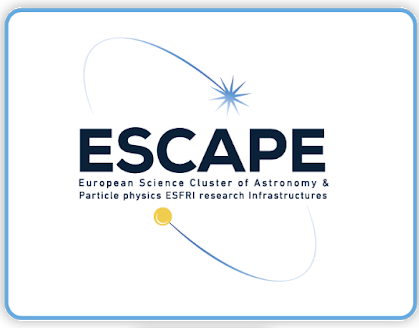 ESCAPE
European Science Cluster of Astronomy &
Particle physics ESFRI research Infrastructures